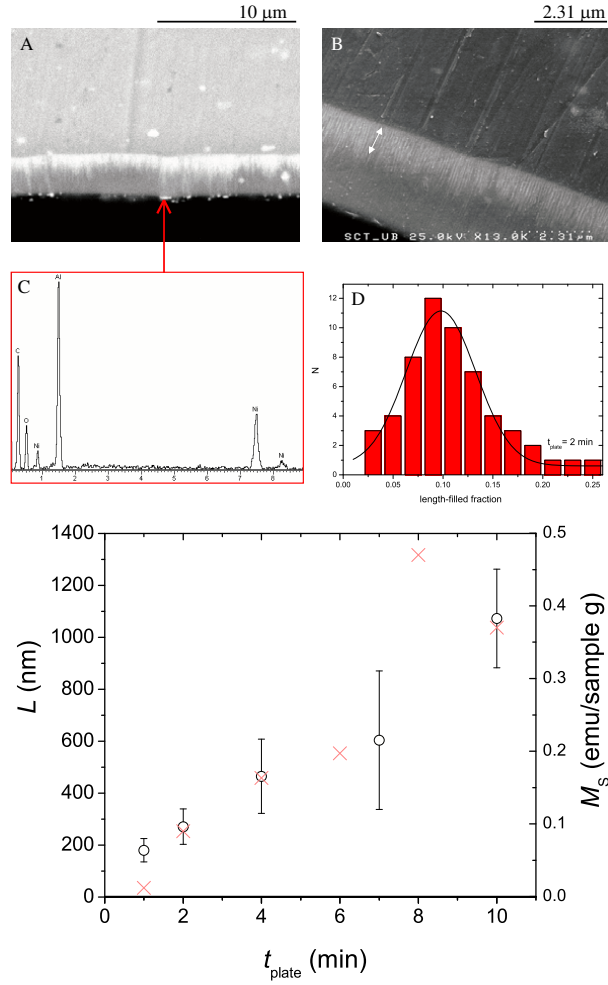 10 μm
2.31 μm
A
B
SCT_UB 25.0kV X13.0K 2.31μm
C
Al
C
O
Ni
Ni
Ni
1 2 3 4 5 6 7 8
D
12
10
8
6
4
2
0
N
t_plate = 2 min
0.00 0.05 0.10 0.15 0.20 0.25
length-filled fraction
1400
1200
1000
800
600
400
200
0
L (nm)
0.5
0.4
0.3
0.2
0.1
0.0
M_S (emu/sample g)
0 2 4 6 8 10
t_plate (min)